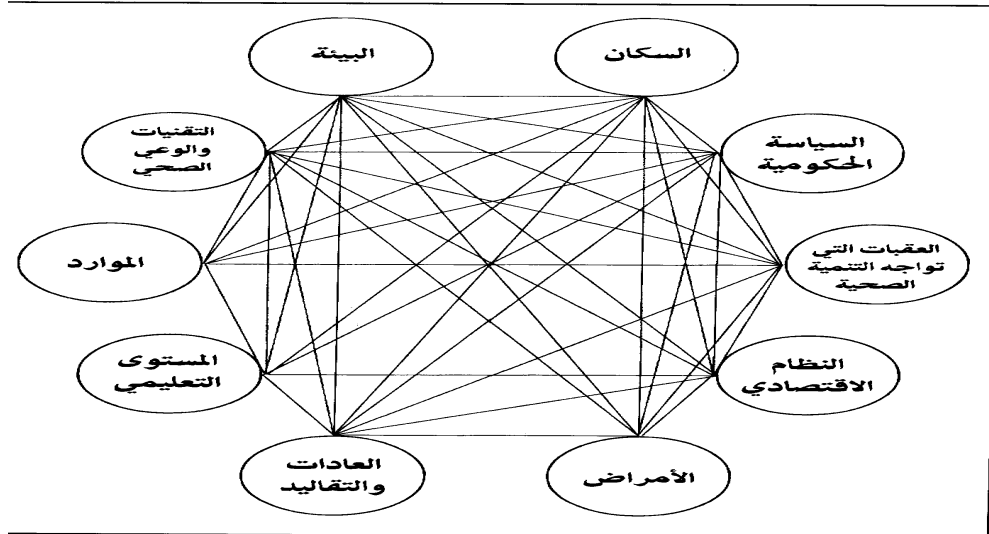 السكان
البيئة
السياسة
الحكومية
التقنيات
والوعي
الصحي
العقبات التي
تواجه التنمية
الصحية
الموارد
النظام
الاقتصادي
المستوى
التعليمي
الأمراض
العادات
والتقاليد